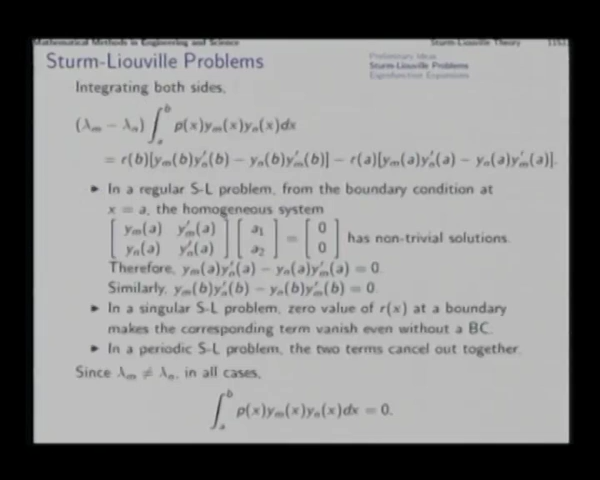 Mathematical Methods in Engineering and Science
Sturm-Liouville Theory
Sturm-Liouville Problems
Preliminary Ideas
Sturm-Liouville Problems
Eigenfunction Expansions
Integrating both sides,
(λₘ − λₙ) ∫ₐᵇ p(x)yₘ(x)yₙ(x)dx
= r(b)[yₘ(b)y′ₙ(b) − yₙ(b)y′ₘ(b)] − r(a)[yₘ(a)y′ₙ(a) − yₙ(a)y′ₘ(a)].
▶ In a regular S-L problem, from the boundary condition at
x = a, the homogeneous system
[ yₘ(a) y′ₘ(a) ; yₙ(a) y′ₙ(a) ] [ a₁ ; a₂ ] = [ 0 ; 0 ] has non-trivial solutions.
Therefore, yₘ(a)y′ₙ(a) − yₙ(a)y′ₘ(a) = 0.
Similarly, yₘ(b)y′ₙ(b) − yₙ(b)y′ₘ(b) = 0.
▶ In a singular S-L problem, zero value of r(x) at a boundary
makes the corresponding term vanish even without a BC.
▶ In a periodic S-L problem, the two terms cancel out together.
Since λₘ ≠ λₙ, in all cases,
∫ₐᵇ p(x)yₘ(x)yₙ(x)dx = 0.